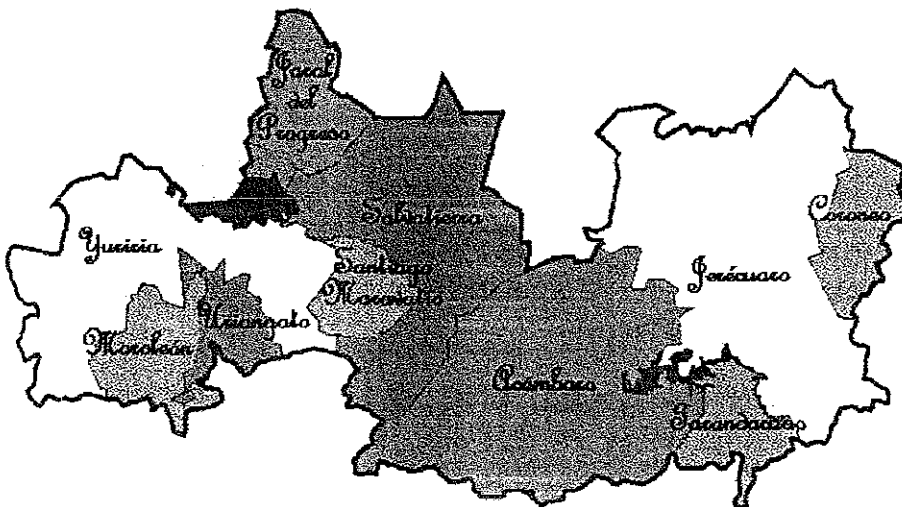 Jaral
del
Progreso
Salvatierra
Coroneo
Yuriria
Santiago
Maravatío
Jerécuaro
Uriangato
Moroleón
Acámbaro
Tarandacuao